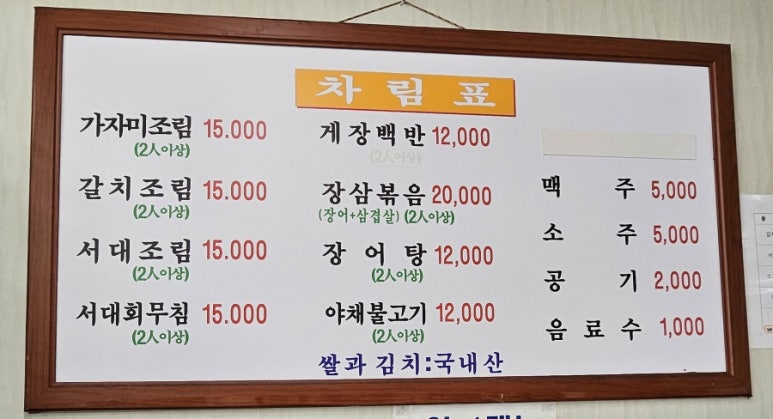 차림표
가자미조림 15.000
(2人이상)
갈치조림 15.000
(2人이상)
서대조림 15.000
(2人이상)
서대회무침 15.000
(2人이상)
게장백반 12,000
(2人이상)
장삼볶음 20,000
(장어+삼겹살) (2人이상)
장어탕 12,000
(2人이상)
야채불고기 12,000
(2人이상)
맥주 5,000
소주 5,000
공기 2,000
음료수 1,000
쌀과 김치:국내산